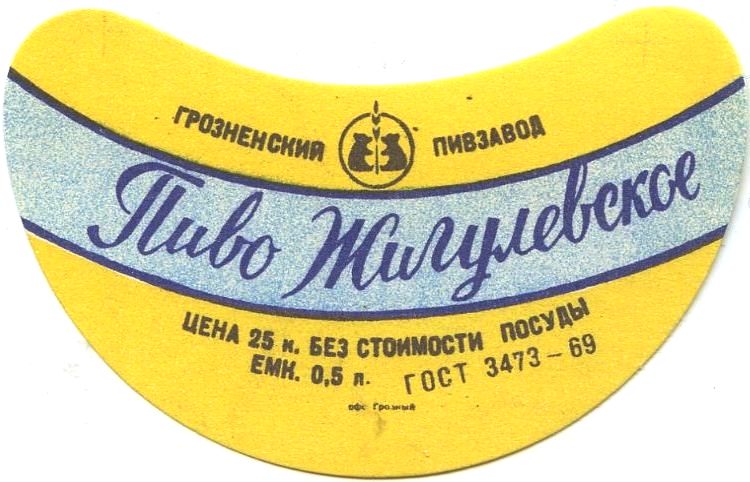 ГРОЗНЕНСКИЙ ПИВЗАВОД
Пиво Жигулевское
ЦЕНА 25 к. БЕЗ СТОИМОСТИ ПОСУДЫ
ЕМК. 0,5 л. ГОСТ 3473-69
офс Грозный